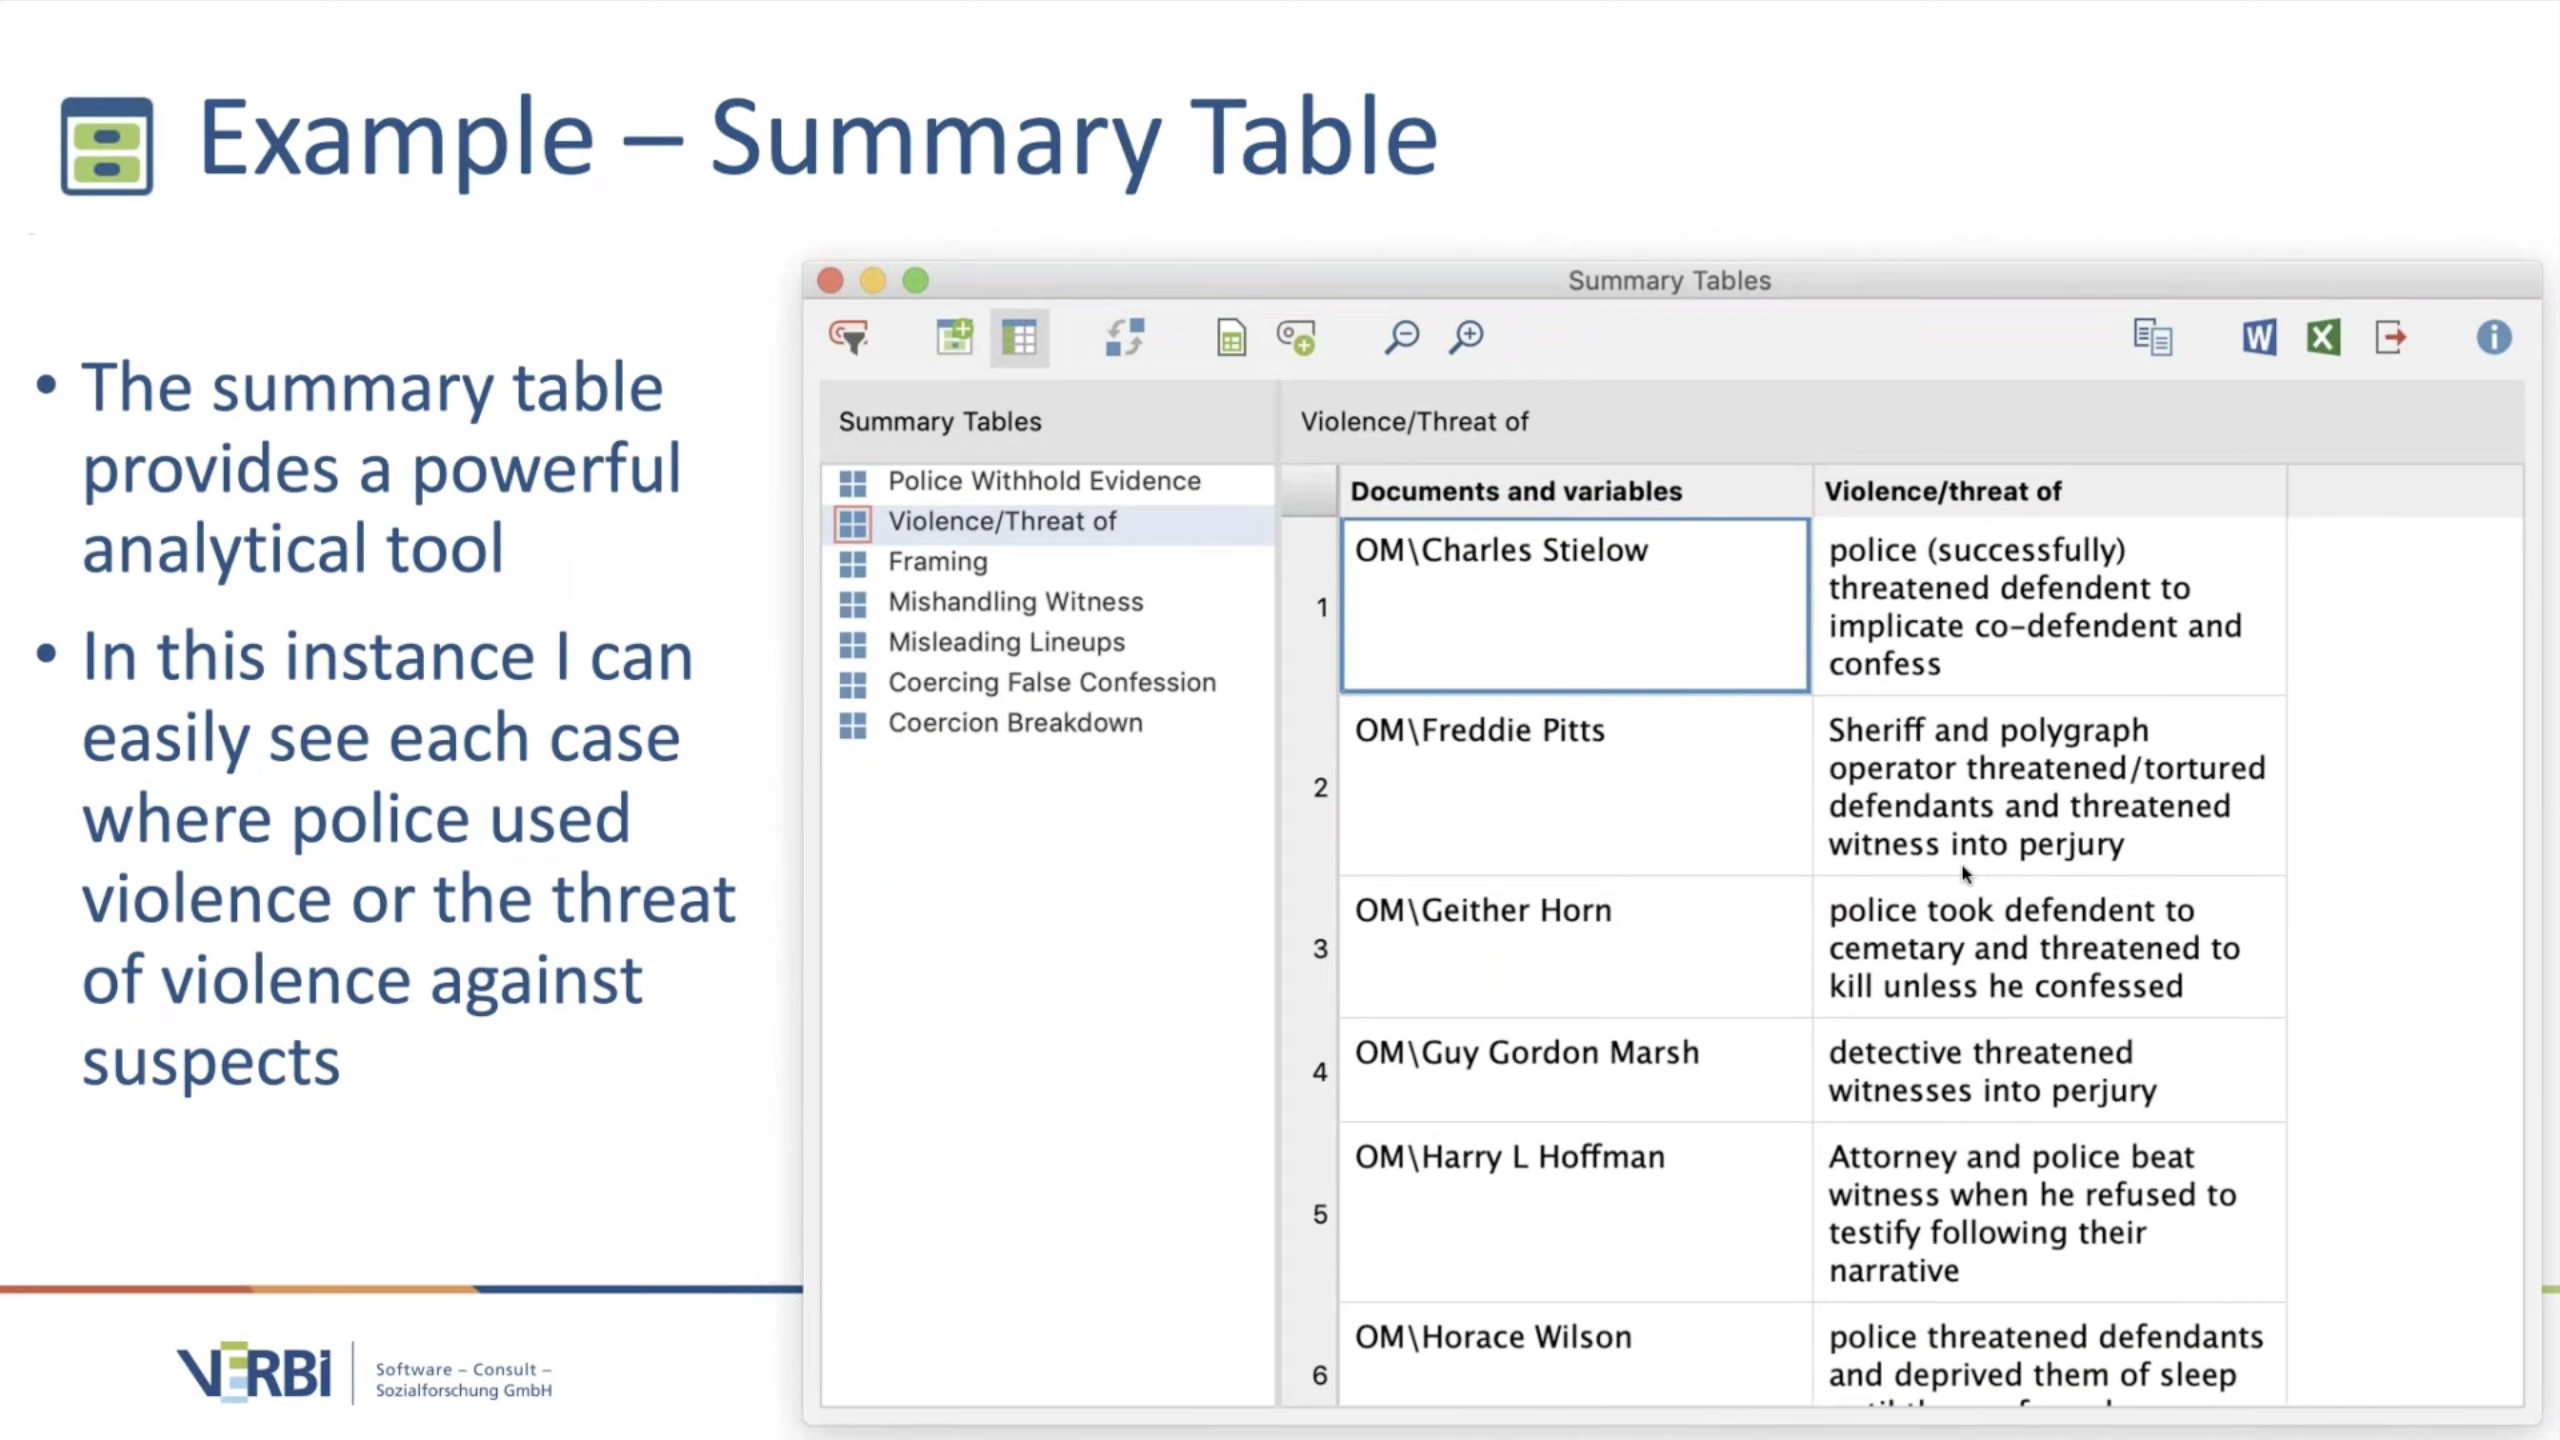 Example – Summary Table
• The summary table
provides a powerful
analytical tool
• In this instance I can
easily see each case
where police used
violence or the threat
of violence against
suspects
Summary Tables
W
X
i
Summary Tables
Police Withhold Evidence
Violence/Threat of
Framing
Mishandling Witness
Misleading Lineups
Coercing False Confession
Coercion Breakdown
Violence/Threat of
Documents and variables
Violence/threat of
1
OM\Charles Stielow
police (successfully)
threatened defendent to
implicate co-defendent and
confess
2
OM\Freddie Pitts
Sheriff and polygraph
operator threatened/tortured
defendants and threatened
witness into perjury
3
OM\Geither Horn
police took defendent to
cemetary and threatened to
kill unless he confessed
4
OM\Guy Gordon Marsh
detective threatened
witnesses into perjury
5
OM\Harry L Hoffman
Attorney and police beat
witness when he refused to
testify following their
narrative
6
OM\Horace Wilson
police threatened defendants
and deprived them of sleep
VERBI
Software – Consult –
Sozialforschung GmbH